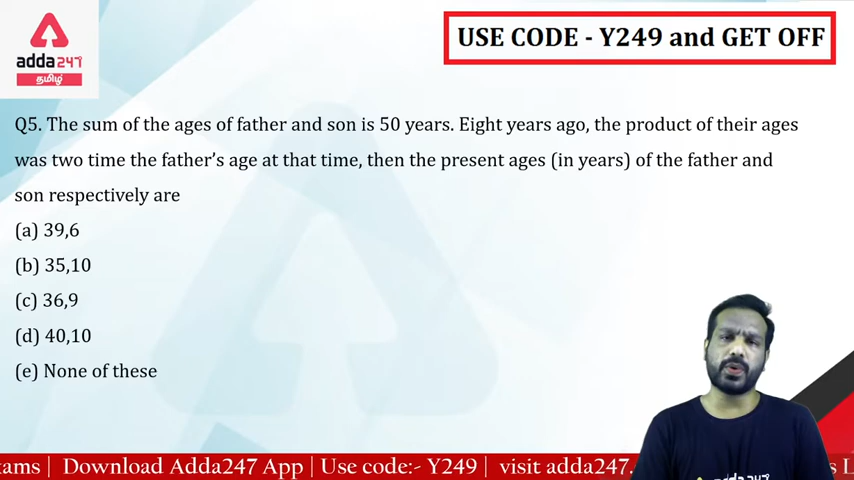 adda247
தமிழ்
USE CODE - Y249 and GET OFF
Q5. The sum of the ages of father and son is 50 years. Eight years ago, the product of their ages
was two time the father's age at that time, then the present ages (in years) of the father and
son respectively are
(a) 39,6
(b) 35,10
(c) 36,9
(d) 40,10
(e) None of these
adda247
xams | Download Adda247 App | Use code:- Y249 | visit adda247. s L